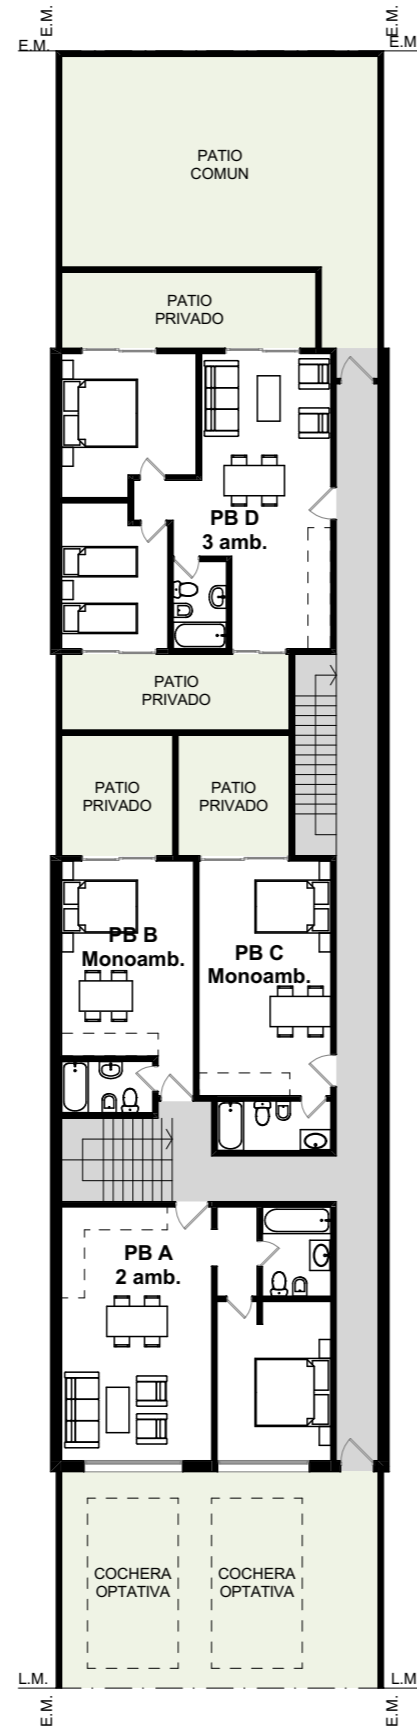 E.M.
E.M.
E.M.
E.M
PATIO
COMUN
PATIO
PRIVADO
PB D
3 amb.
PATIO
PRIVADO
PATIO
PRIVADO
PATIO
PRIVADO
PB B
Monoamb.
PB C
Monoamb.
PB A
2 amb.
COCHERA
OPTATIVA
COCHERA
OPTATIVA
L.M.
L.M
E.M.
E.M.